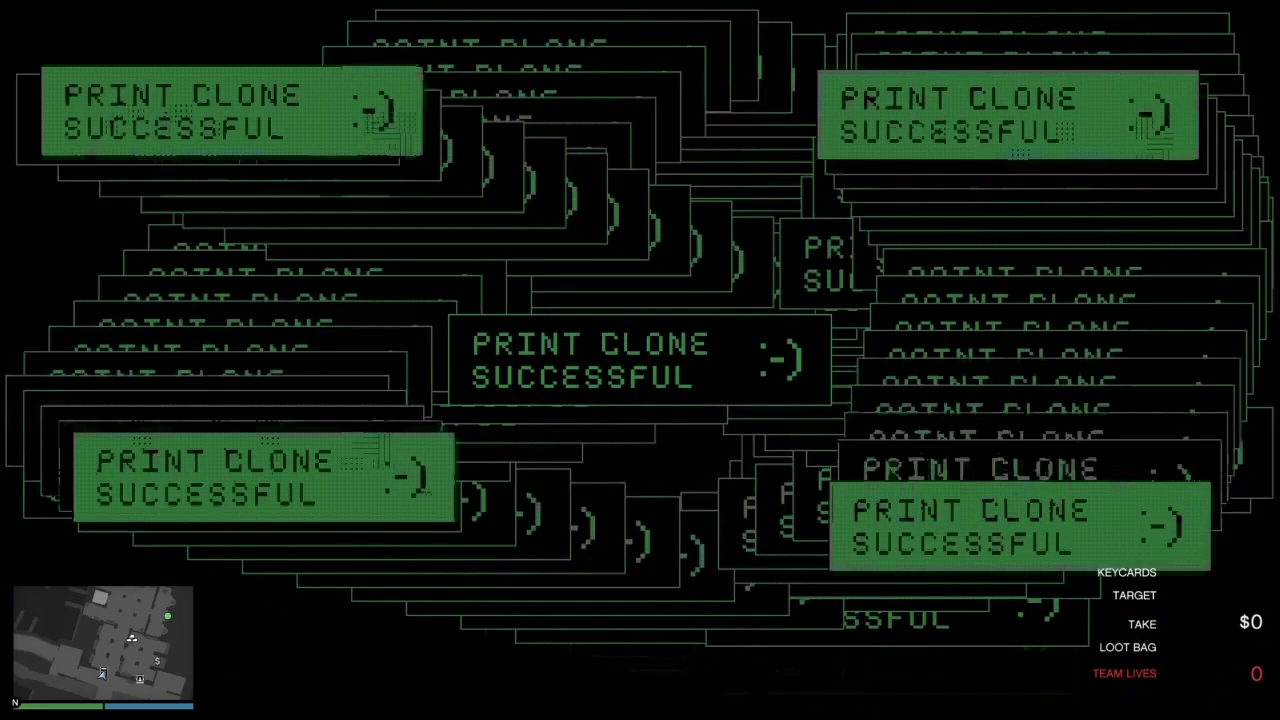 PRINT CLONE
SUCCESSFUL
:-)
PRINT CLONE
SUCCESSFUL
:-)
PRINT CLONE
SUCCESSFUL
:-)
PRINT CLONE
SUCCESSFUL
:-)
PRINT CLONE
PRINT CLONE
SUCCESSFUL
:-)
KEYCARDS
TARGET
TAKE $0
LOOT BAG
TEAM LIVES 0
N